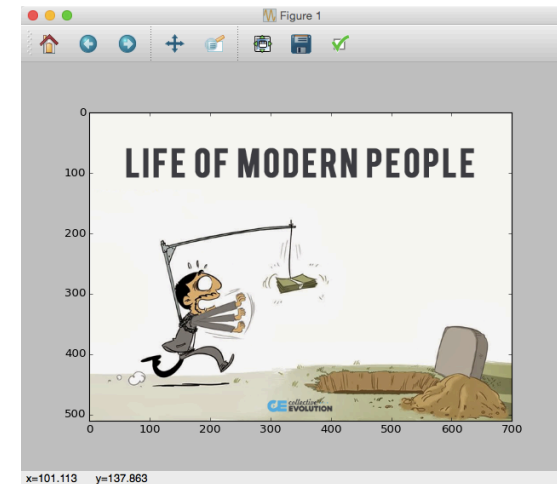 Figure 1
0
LIFE OF MODERN PEOPLE
100
200
300
400
500
collective
CE EVOLUTION
0 100 200 300 400 500 600 700
x=101.113 y=137.863